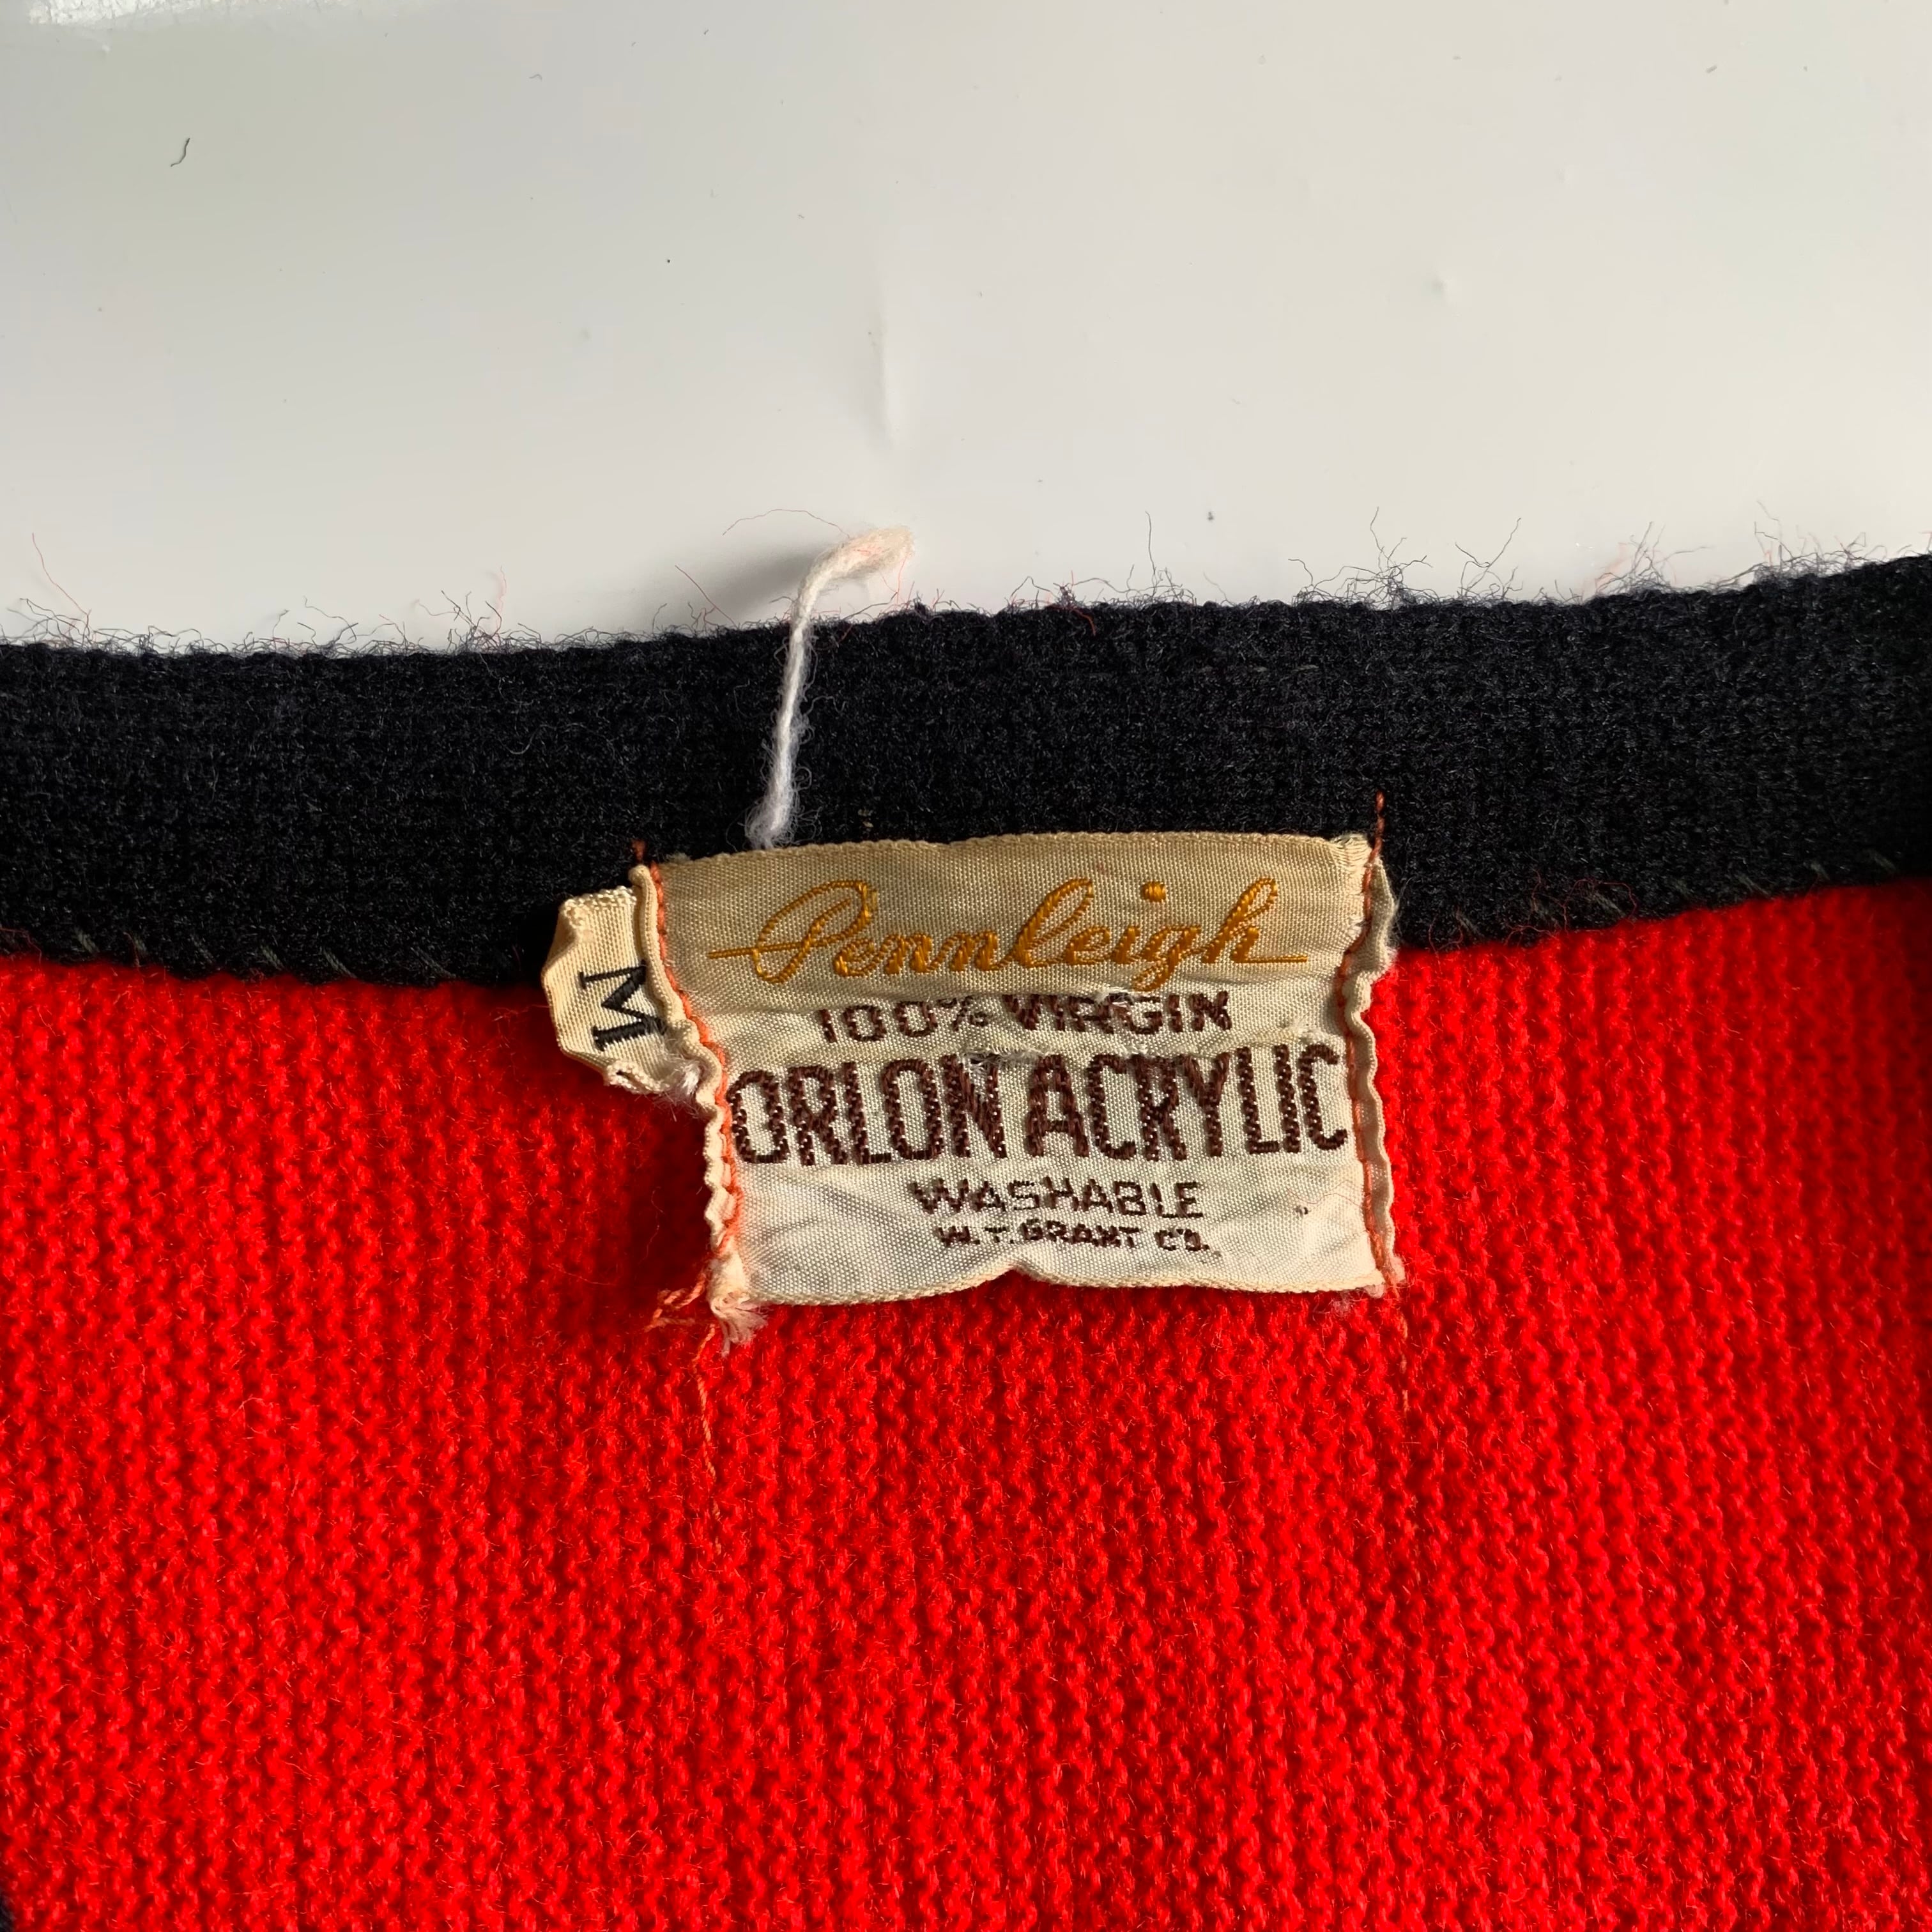 Pennleigh
M
100% VIRGIN
ORLON ACRYLIC
WASHABLE
W.T. GRANT CO.